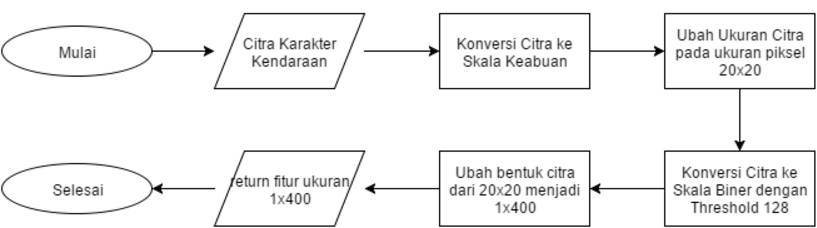 Mulai
Citra Karakter
Kendaraan
Konversi Citra ke
Skala Keabuan
Ubah Ukuran Citra
pada ukuran piksel
20x20
Konversi Citra ke
Skala Biner dengan
Threshold 128
Ubah bentuk citra
dari 20x20 menjadi
1x400
return fitur ukuran
1x400
Selesai